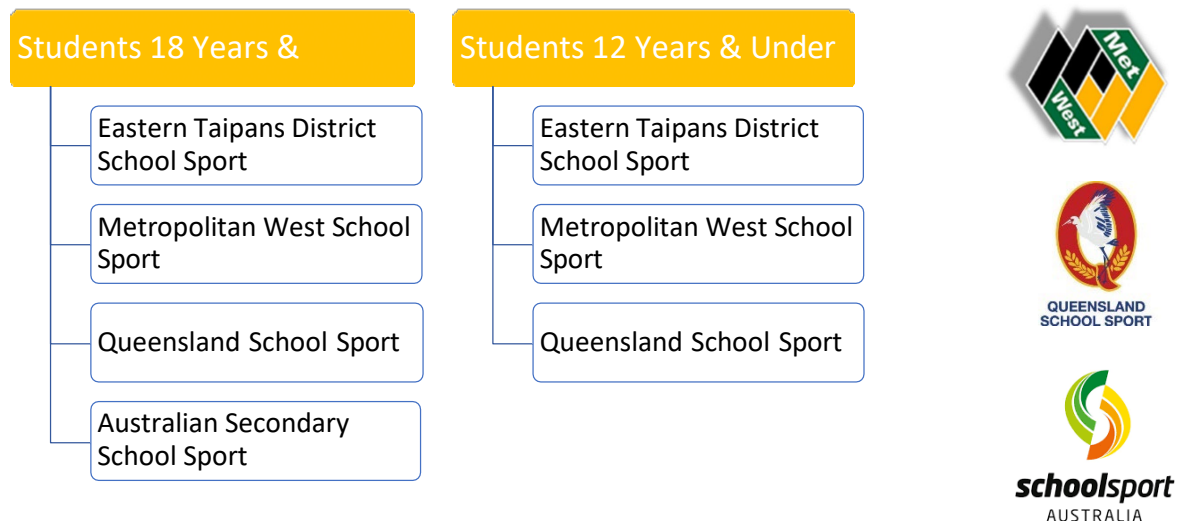 Students 18 Years &
Eastern Taipans District
School Sport
Metropolitan West School
Sport
Queensland School Sport
Australian Secondary
School Sport
Students 12 Years & Under
Eastern Taipans District
School Sport
Metropolitan West School
Sport
Queensland School Sport
Met
West
QUEENSLAND
SCHOOL SPORT
schoolsport
AUSTRALIA